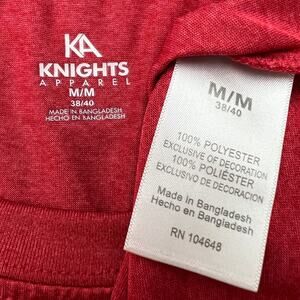 KA
KNIGHTS
APPAREL
M/M
38/40
MADE IN BANGLADESH
HECHO EN BANGLADESH
M/M
38/40
100% POLYESTER
EXCLUSIVE OF DECORATION
100% POLIÉSTER
EXCLUSIVO DE DECORACION
Made in Bangladesh
Hecho en Bangladesh
RN 104648